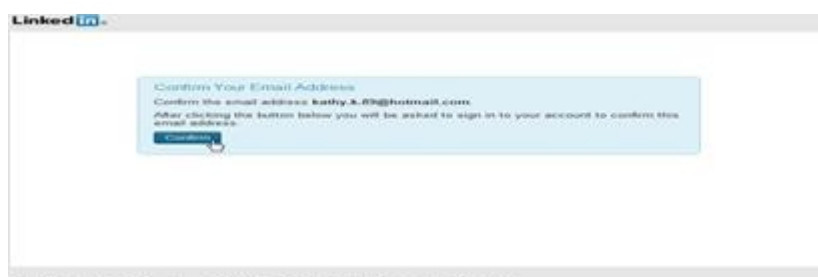 Linked in
Confirm Your Email Address
Confirm the email address kathy.k.89@hotmail.com
After clicking the button below you will be asked to sign in to your account to confirm this
email address.
Confirm